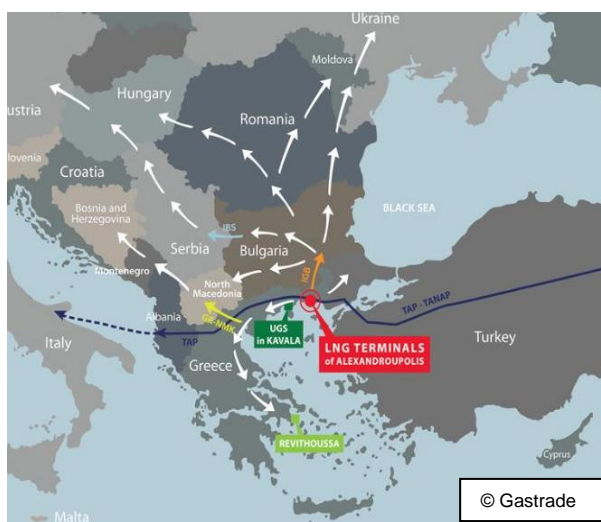 Ukraine
Moldova
ustria
Hungary
Romania
lovenia
Croatia
Bosnia and
Herzegovina
BLACK SEA
Serbia
IBS
Bulgaria
Montenegro
IGB
North
Macedonia
TAP - TANAP
Albania
GR-NMK
UGS
in KAVALA
LNG TERMINALS
of ALEXANDROUPOLIS
Italy
TAP
Turkey
Greece
REVITHOUSSA
Cyprus
© Gastrade
Malta